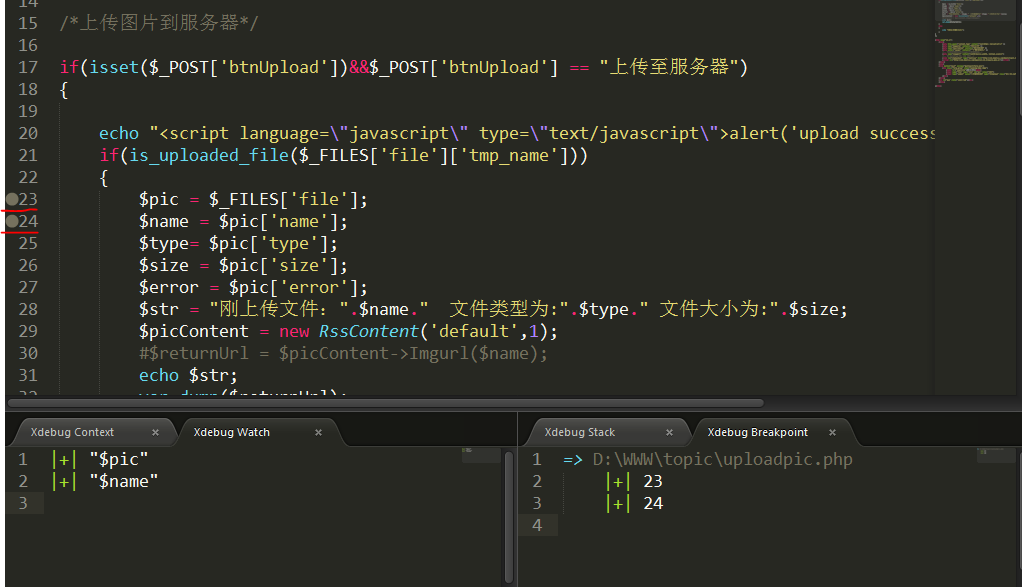 14
15 /*上传图片到服务器*/
16
17 if(isset($_POST['btnUpload'])&&$_POST['btnUpload'] == "上传至服务器")
18 {
19
20 echo "<script language=\"javascript\" type=\"text/javascript\">alert('upload success
21 if(is_uploaded_file($_FILES['file']['tmp_name']))
22 {
23 $pic = $_FILES['file'];
24 $name = $pic['name'];
25 $type= $pic['type'];
26 $size = $pic['size'];
27 $error = $pic['error'];
28 $str = "刚上传文件：".$name."  文件类型为:".$type." 文件大小为:".$size;
29 $picContent = new RssContent('default',1);
30 #$returnUrl = $picContent->Imgurl($name);
31 echo $str;
32 var_dump($returnUrl);
Xdebug Context × Xdebug Watch ×
1 |+| "$pic"
2 |+| "$name"
3
Xdebug Stack × Xdebug Breakpoint ×
1 => D:\WWW\topic\uploadpic.php
2 |+| 23
3 |+| 24
4